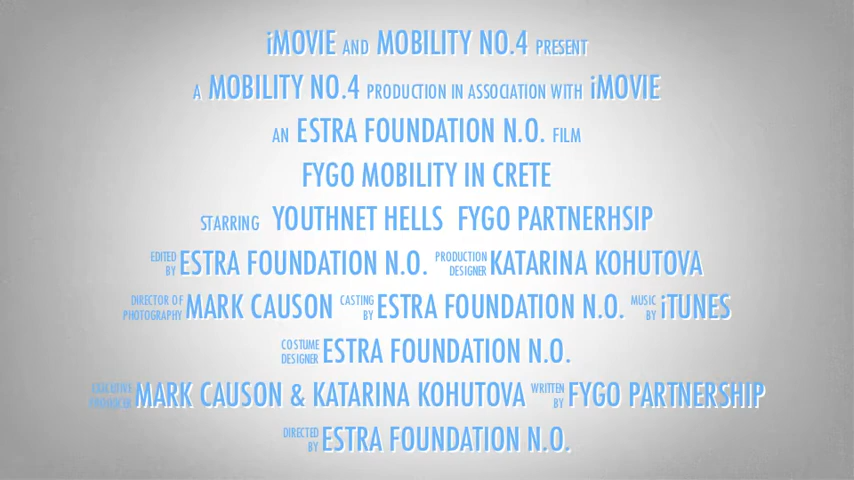 iMOVIE AND MOBILITY NO.4 PRESENT
A MOBILITY NO.4 PRODUCTION IN ASSOCIATION WITH iMOVIE
AN ESTRA FOUNDATION N.O. FILM
FYGO MOBILITY IN CRETE
STARRING YOUTHNET HELLS FYGO PARTNERHSIP
EDITED BY ESTRA FOUNDATION N.O. PRODUCTION DESIGNER KATARINA KOHUTOVA
DIRECTOR OF PHOTOGRAPHY MARK CAUSON CASTING BY ESTRA FOUNDATION N.O. MUSIC BY iTUNES
COSTUME DESIGNER ESTRA FOUNDATION N.O.
EXECUTIVE PRODUCER MARK CAUSON & KATARINA KOHUTOVA WRITTEN BY FYGO PARTNERSHIP
DIRECTED BY ESTRA FOUNDATION N.O.